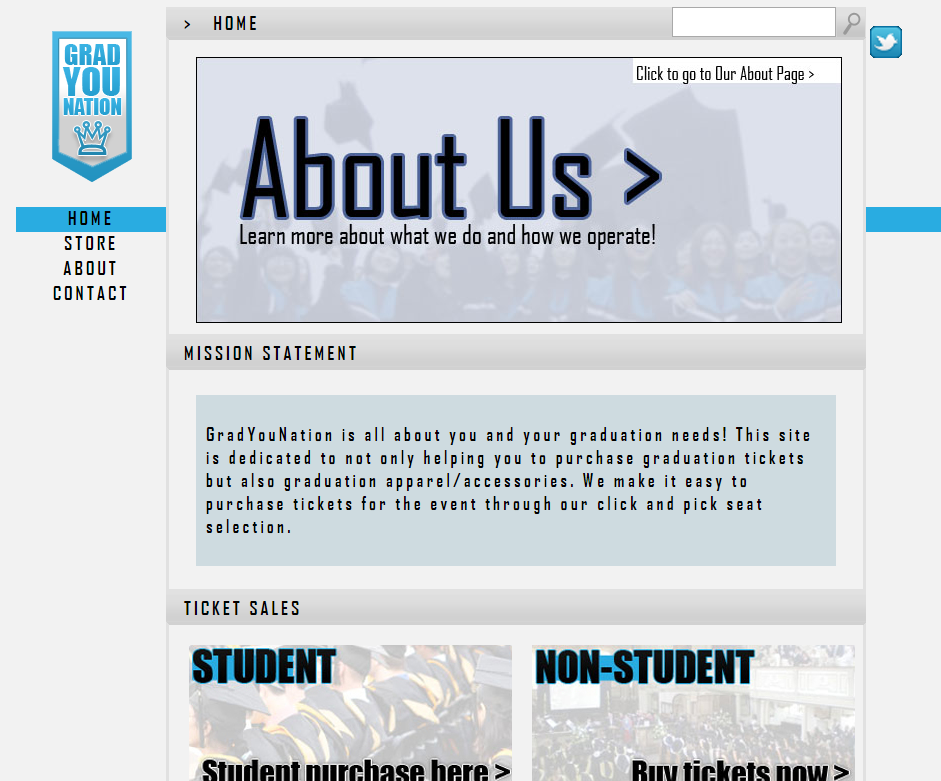 > HOME
GRAD
YOU
NATION
HOME
STORE
ABOUT
CONTACT
Click to go to Our About Page >
About Us >
Learn more about what we do and how we operate!
MISSION STATEMENT
GradYouNation is all about you and your graduation needs! This site
is dedicated to not only helping you to purchase graduation tickets
but also graduation apparel/accessories. We make it easy to
purchase tickets for the event through our click and pick seat
selection.
TICKET SALES
STUDENT
Student purchase here >
NON-STUDENT
Buy tickets now >